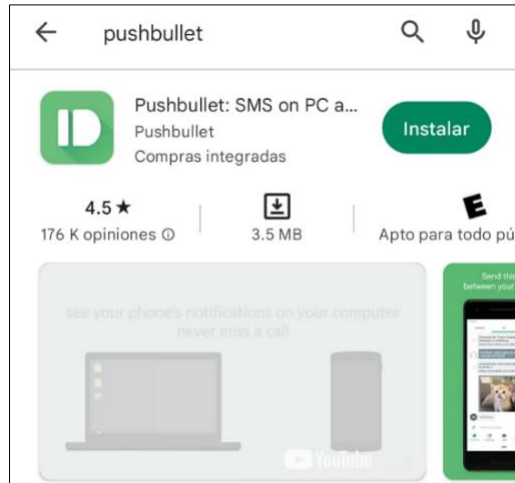 pushbullet
Pushbullet: SMS on PC a...
Pushbullet
Compras integradas
Instalar
4.5★
176 K opiniones
3.5 MB
E
Apto para todo pú
see your phone's notifications on your computer
never miss a call
YouTube
Send thi
between your